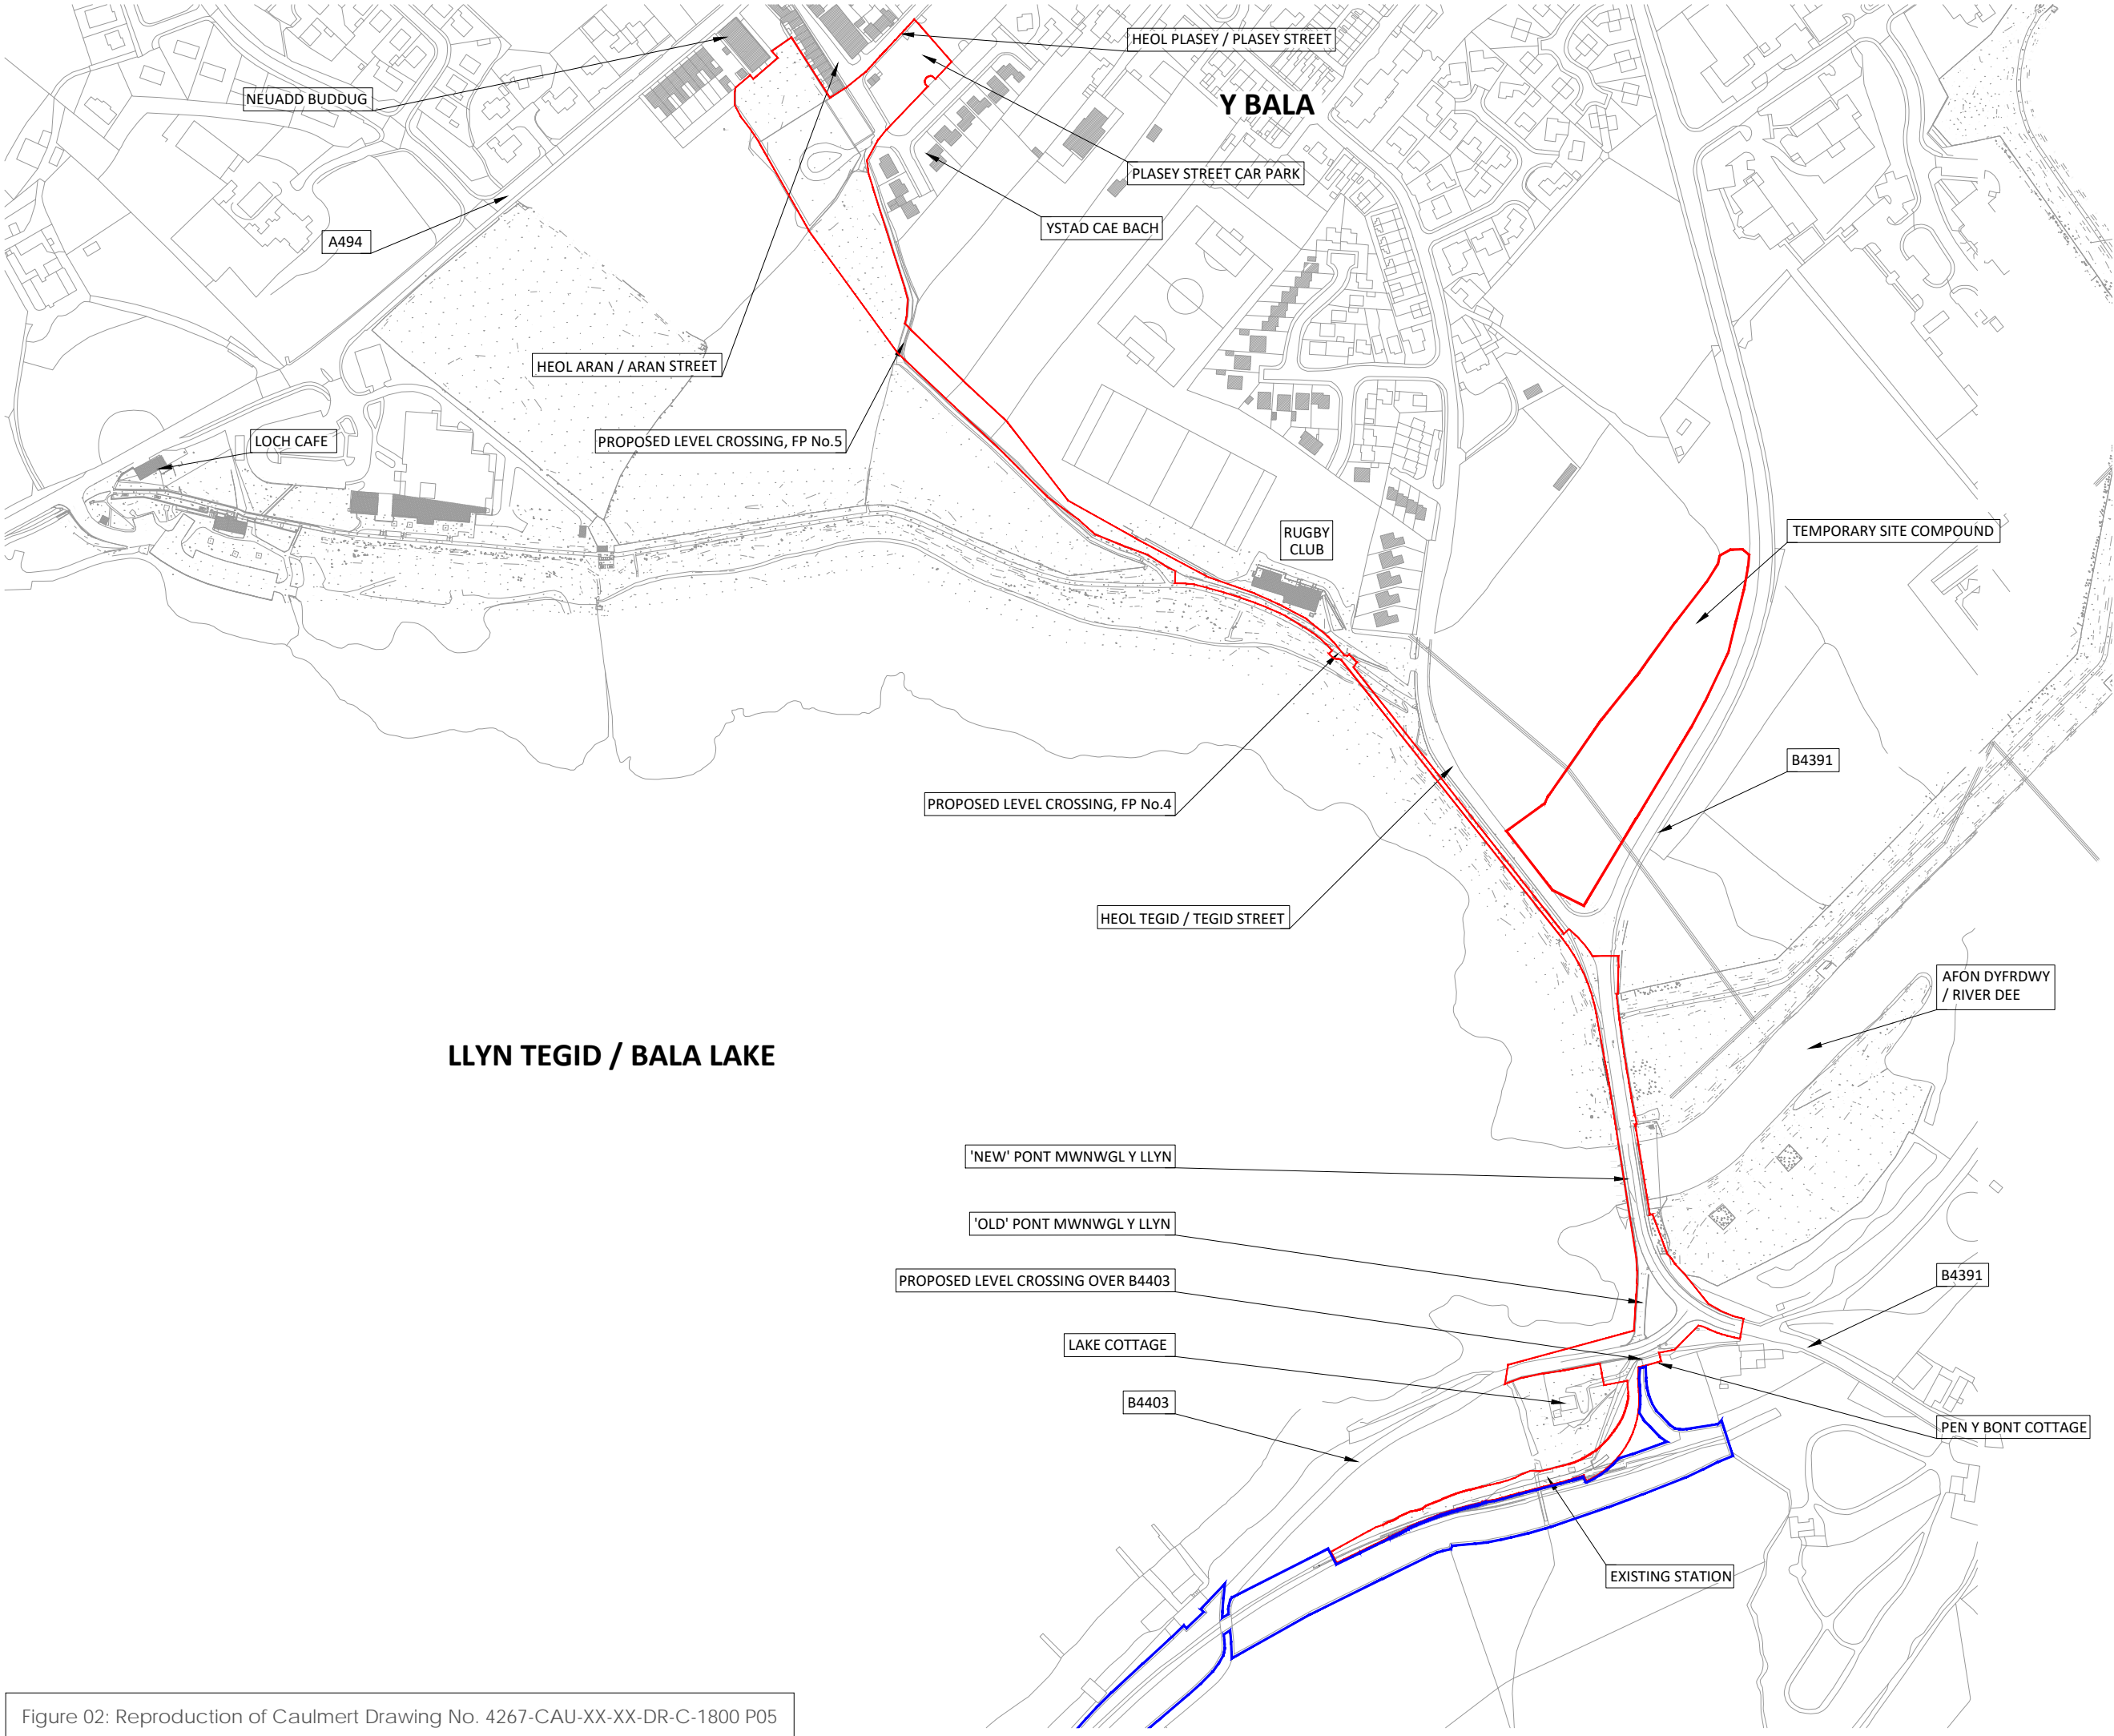 HEOL PLASEY / PLASEY STREET
NEUADD BUDDUG
Y BALA
PLASEY STREET CAR PARK
YSTAD CAE BACH
A494
HEOL ARAN / ARAN STREET
LOCH CAFE
PROPOSED LEVEL CROSSING, FP No.5
RUGBY
CLUB
TEMPORARY SITE COMPOUND
B4391
PROPOSED LEVEL CROSSING, FP No.4
HEOL TEGID / TEGID STREET
AFON DYFRDWY
/ RIVER DEE
LLYN TEGID / BALA LAKE
'NEW' PONT MWNWGL Y LLYN
'OLD' PONT MWNWGL Y LLYN
PROPOSED LEVEL CROSSING OVER B4403
B4391
LAKE COTTAGE
B4403
PEN Y BONT COTTAGE
EXISTING STATION
Figure 02: Reproduction of Caulmert Drawing No. 4267-CAU-XX-XX-DR-C-1800 P05